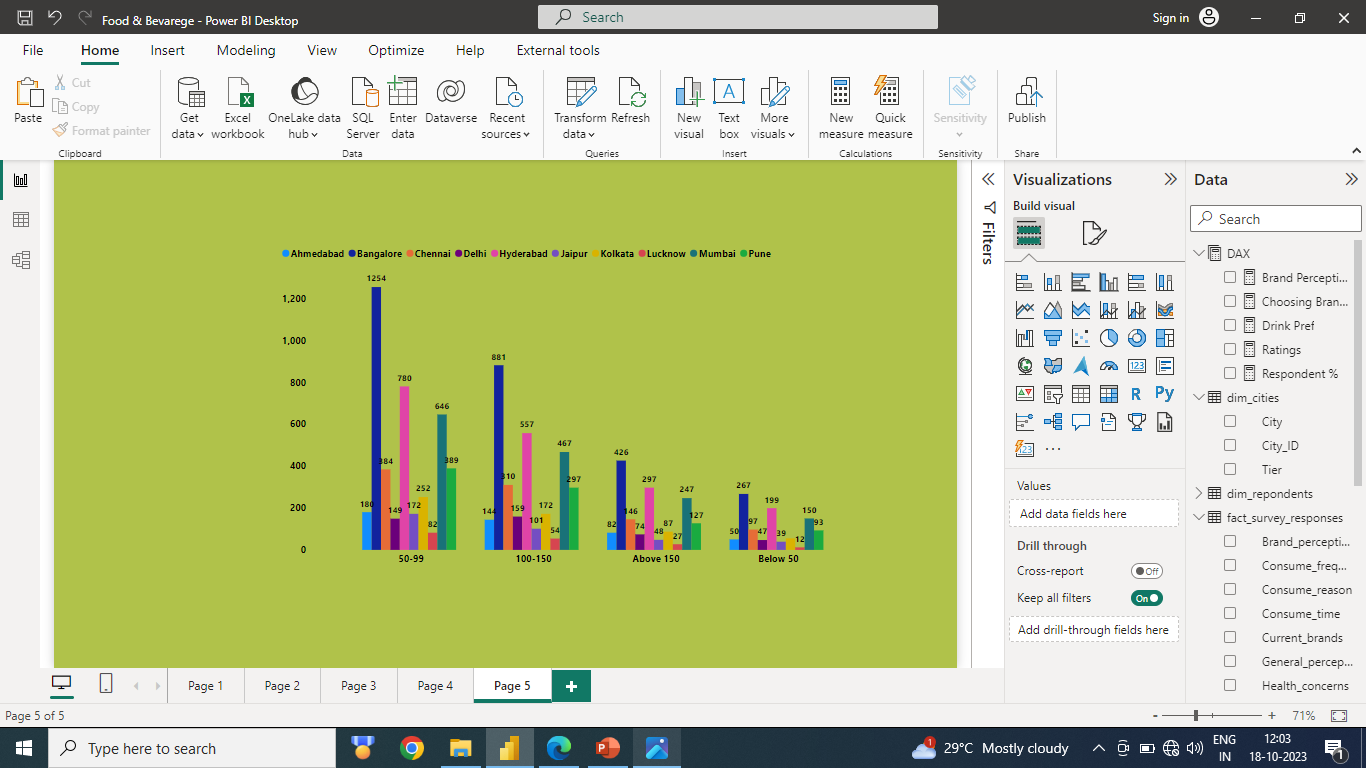 Food & Bevarege - Power BI Desktop
Search
Sign in
File Home Insert Modeling View Optimize Help External tools
Paste
Cut
Copy
Format painter
Clipboard
Get data
Excel workbook
OneLake data hub
SQL Server
Enter data
Dataverse
Recent sources
Data
Transform data
Refresh
Queries
New visual
Text box
More visuals
Insert
New measure
Quick measure
Calculations
Sensitivity
Sensitivity
Publish
Share
Ahmedabad Bangalore Chennai Delhi Hyderabad Jaipur Kolkata Lucknow Mumbai Pune
1,200
1,000
800
600
400
200
0
180 1254 384 149 780 172 252 82 646 389
144 881 310 159 557 101 172 54 467 297
82 426 146 74 297 48 87 27 247 127
50 267 97 47 199 39 12 150 93
50-99 100-150 Above 150 Below 50
Filters
Visualizations
Build visual
123
R
Py
123
Values
Add data fields here
Drill through
Cross-report Off
Keep all filters On
Add drill-through fields here
Data
Search
DAX
Brand Percepti...
Choosing Bran...
Drink Pref
Ratings
Respondent %
dim_cities
City
City_ID
Tier
dim_repondents
fact_survey_responses
Brand_percepti...
Consume_freq...
Consume_reason
Consume_time
Current_brands
General_percep...
Health_concerns
Page 1 Page 2 Page 3 Page 4 Page 5 +
Page 5 of 5
- + 71%
Type here to search
P
1
29°C Mostly cloudy
ENG
IN
12:03
18-10-2023
1